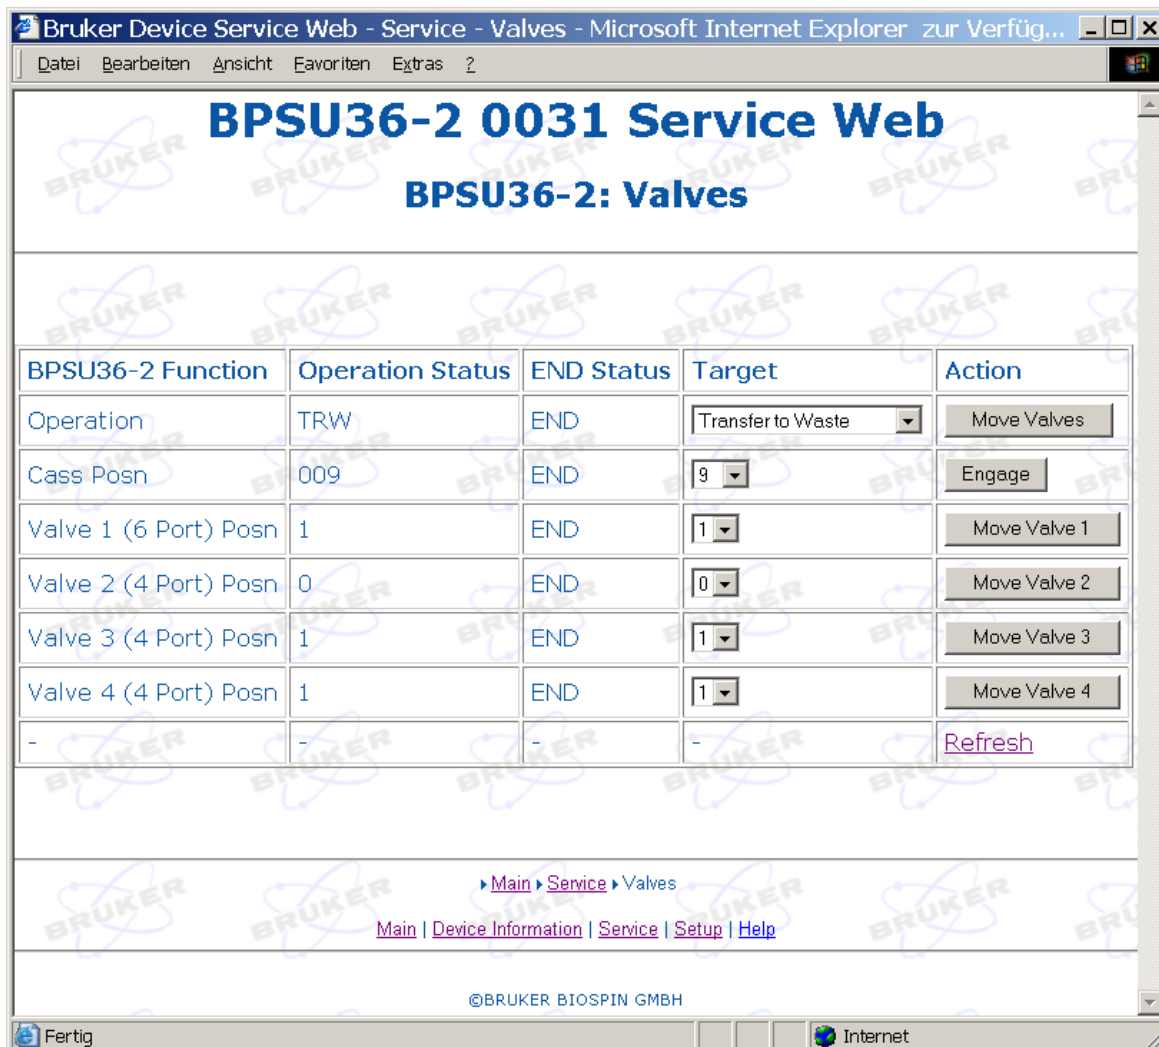 Bruker Device Service Web - Service - Valves - Microsoft Internet Explorer zur Verfüg...
Datei Bearbeiten Ansicht Favoriten Extras ?
BPSU36-2 0031 Service Web
BPSU36-2: Valves
BPSU36-2 Function Operation Status END Status Target Action
Operation TRW END Transfer to Waste Move Valves
Cass Posn 009 END 9 Engage
Valve 1 (6 Port) Posn 1 END 1 Move Valve 1
Valve 2 (4 Port) Posn 0 END 0 Move Valve 2
Valve 3 (4 Port) Posn 1 END 1 Move Valve 3
Valve 4 (4 Port) Posn 1 END 1 Move Valve 4
- - - - Refresh
Main Service Valves
Main | Device Information | Service | Setup | Help
©BRUKER BIOSPIN GMBH
Fertig Internet